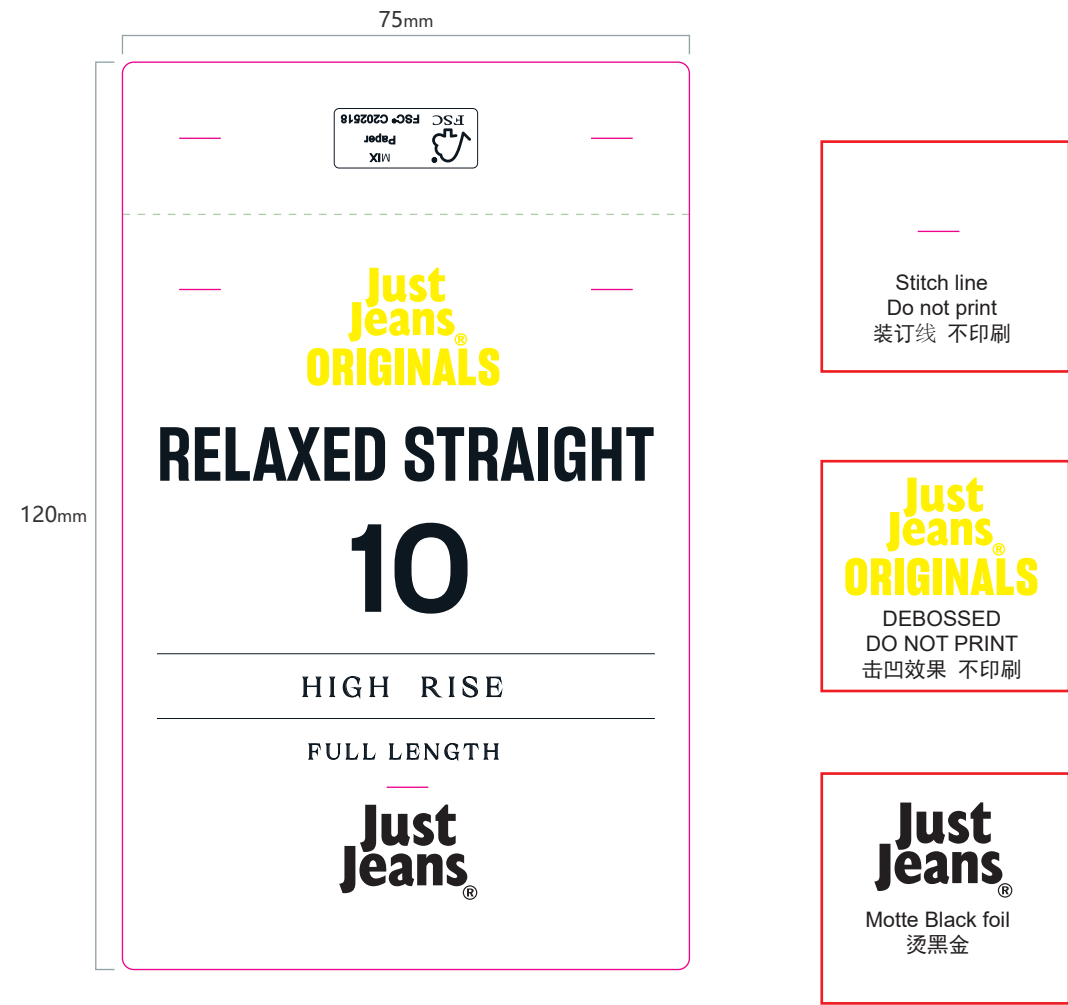 75mm
FSC
MIX
Paper
FSC® C202518
Just
Jeans®
ORIGINALS
RELAXED STRAIGHT
120mm
10
HIGH RISE
FULL LENGTH
Just
Jeans®
Stitch line
Do not print
装订线 不印刷
Just
Jeans®
ORIGINALS
DEBOSSED
DO NOT PRINT
击凹效果 不印刷
Just
Jeans®
Motte Black foil
烫黑金